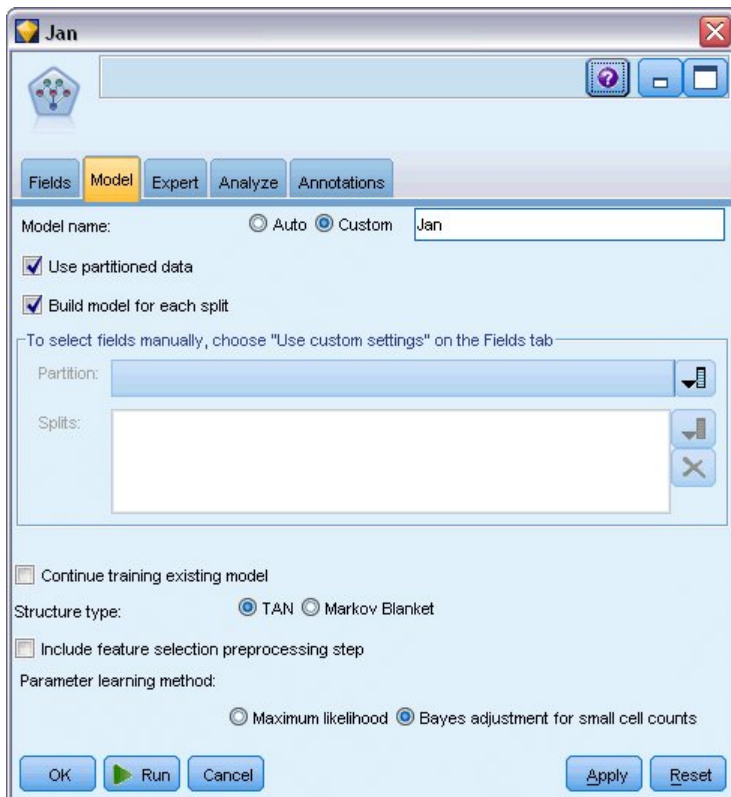 Jan
Fields Model Expert Analyze Annotations
Model name: Auto Custom Jan
Use partitioned data
Build model for each split
To select fields manually, choose "Use custom settings" on the Fields tab
Partition:
Splits:
Continue training existing model
Structure type: TAN Markov Blanket
Include feature selection preprocessing step
Parameter learning method:
Maximum likelihood Bayes adjustment for small cell counts
OK Run Cancel Apply Reset